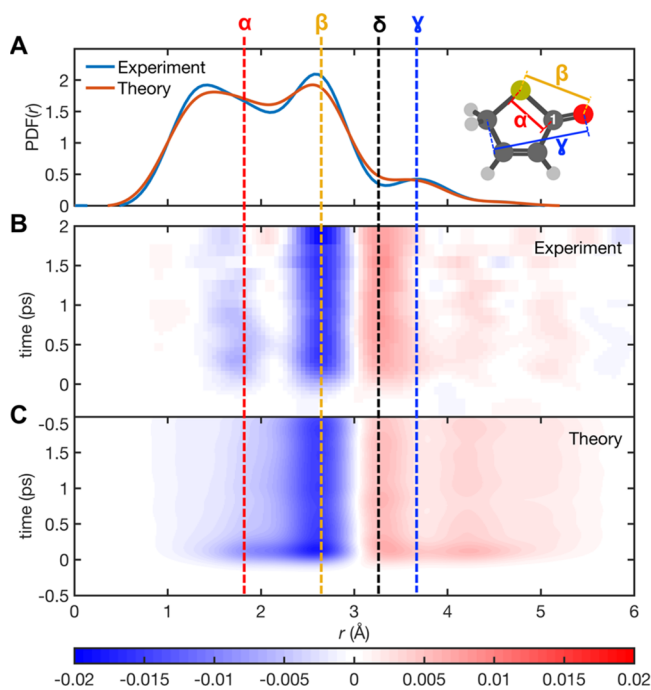 α β δ γ
A
Experiment
Theory
PDF(r)
2
1.5
1
0.5
0
β
α
1
γ
B
Experiment
time (ps)
2
1.5
1
0.5
0
C
Theory
time (ps)
-0.5
1.5
1
0.5
0
-0.5
0 1 2 3 4 5 6
r (Å)
-0.02 -0.015 -0.01 -0.005 0 0.005 0.01 0.015 0.02